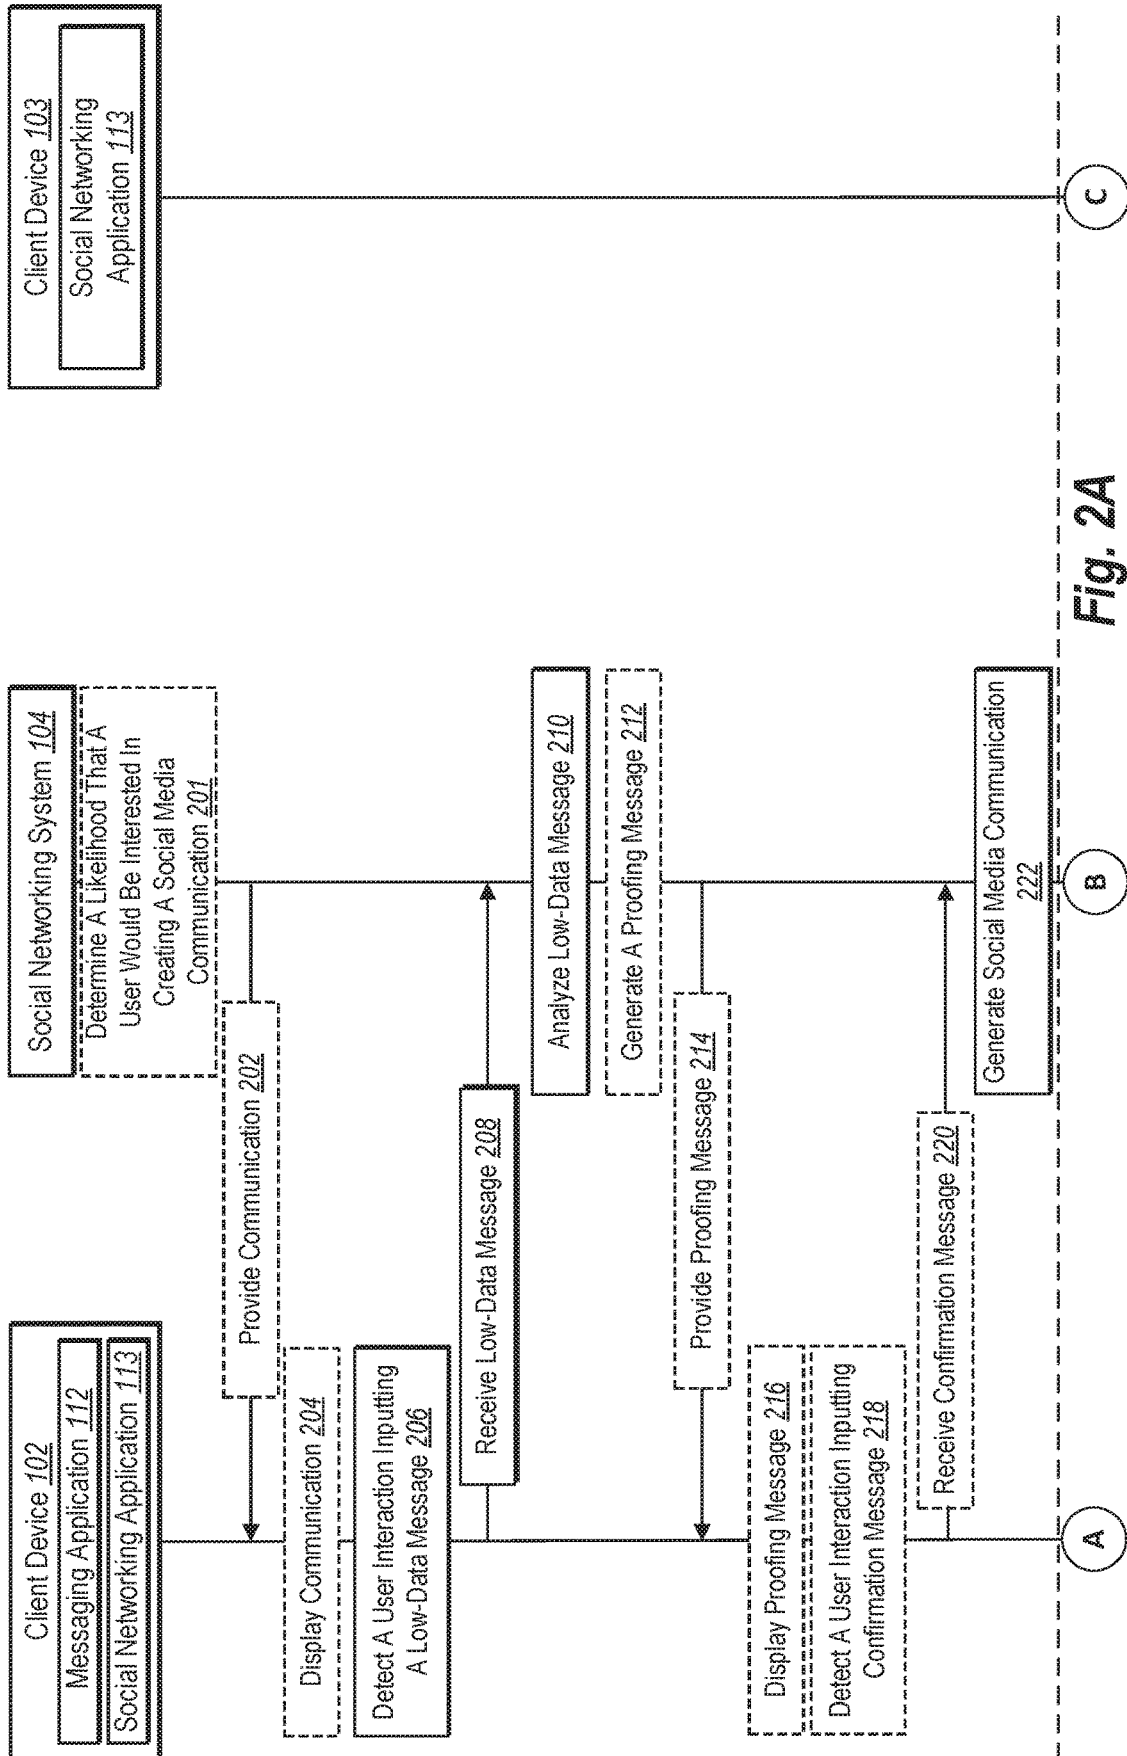 Client Device 102
Messaging Application 112
Social Networking Application 113
Social Networking System 104
Client Device 103
Social Networking
Application 113
Determine A Likelihood That A
User Would Be Interested In
Creating A Social Media
Communication 201
Provide Communication 202
Display Communication 204
Detect A User Interaction Inputting
A Low-Data Message 206
Receive Low-Data Message 208
Analyze Low-Data Message 210
Generate A Proofing Message 212
Provide Proofing Message 214
Display Proofing Message 216
Detect A User Interaction Inputting
Confirmation Message 218
Receive Confirmation Message 220
Generate Social Media Communication
222
A
B
C
Fig. 2A